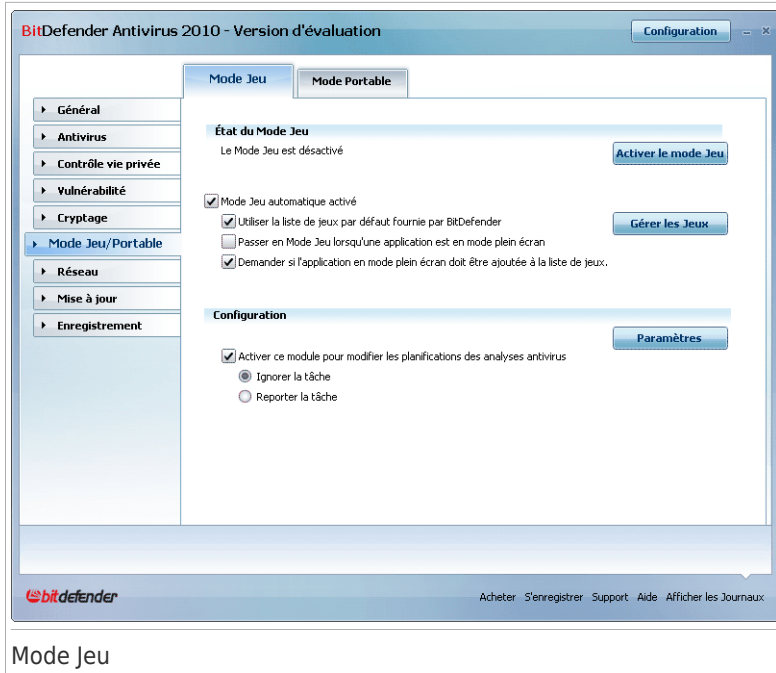 BitDefender Antivirus 2010 - Version d'évaluation
Configuration
Mode Jeu
Mode Portable
Général
Antivirus
Contrôle vie privée
Vulnérabilité
Cryptage
Mode Jeu/Portable
Réseau
Mise à jour
Enregistrement
État du Mode Jeu
Le Mode Jeu est désactivé
Activer le mode Jeu
Mode Jeu automatique activé
Utiliser la liste de jeux par défaut fournie par BitDefender
Gérer les Jeux
Passer en Mode Jeu lorsqu'une application est en mode plein écran
Demander si l'application en mode plein écran doit être ajoutée à la liste de jeux.
Configuration
Paramètres
Activer ce module pour modifier les planifications des analyses antivirus
Ignorer la tâche
Reporter la tâche
bitdefender
Acheter S'enregistrer Support Aide Afficher les Journaux
Mode Jeu